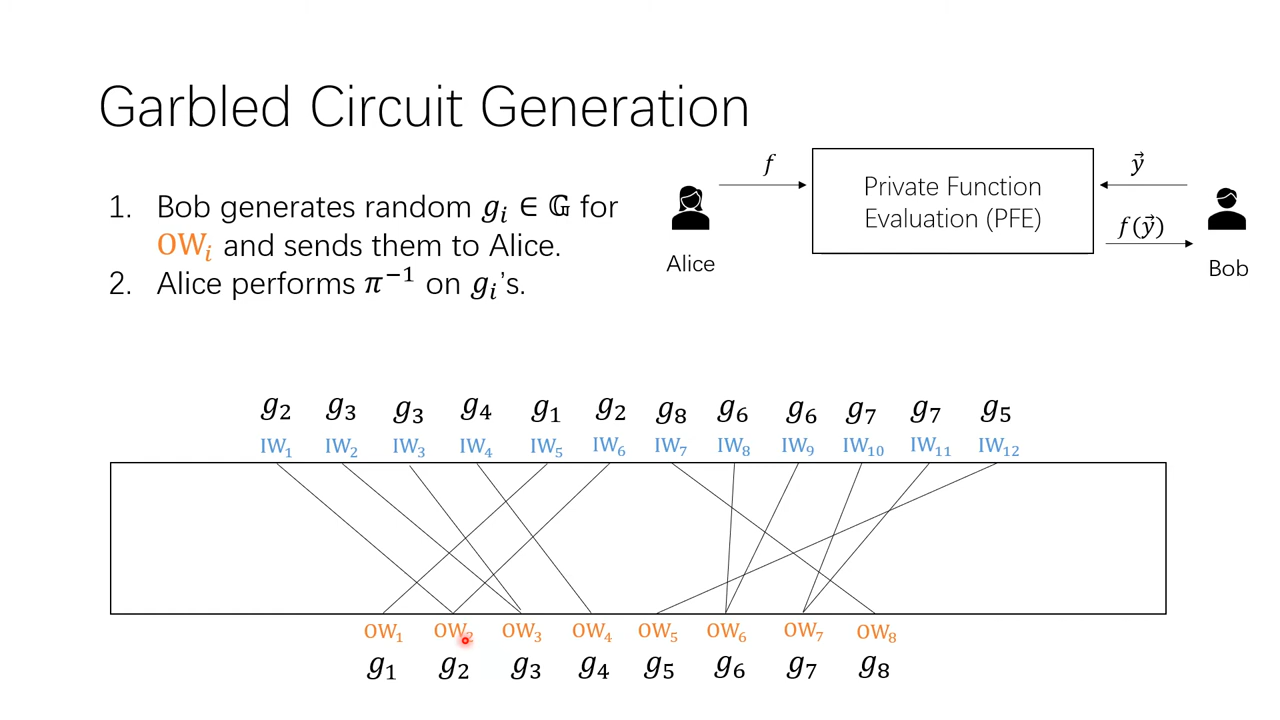 Garbled Circuit Generation
1. Bob generates random gᵢ ∈ 𝔾 for
OWᵢ and sends them to Alice.
2. Alice performs π⁻¹ on gᵢ's.
f
Private Function
Evaluation (PFE)
y⃗
f(y⃗)
Alice
Bob
g₂ g₃ g₃ g₄ g₁ g₂ g₈ g₆ g₆ g₇ g₇ g₅
IW₁ IW₂ IW₃ IW₄ IW₅ IW₆ IW₇ IW₈ IW₉ IW₁₀ IW₁₁ IW₁₂
OW₁ OW₂ OW₃ OW₄ OW₅ OW₆ OW₇ OW₈
g₁ g₂ g₃ g₄ g₅ g₆ g₇ g₈